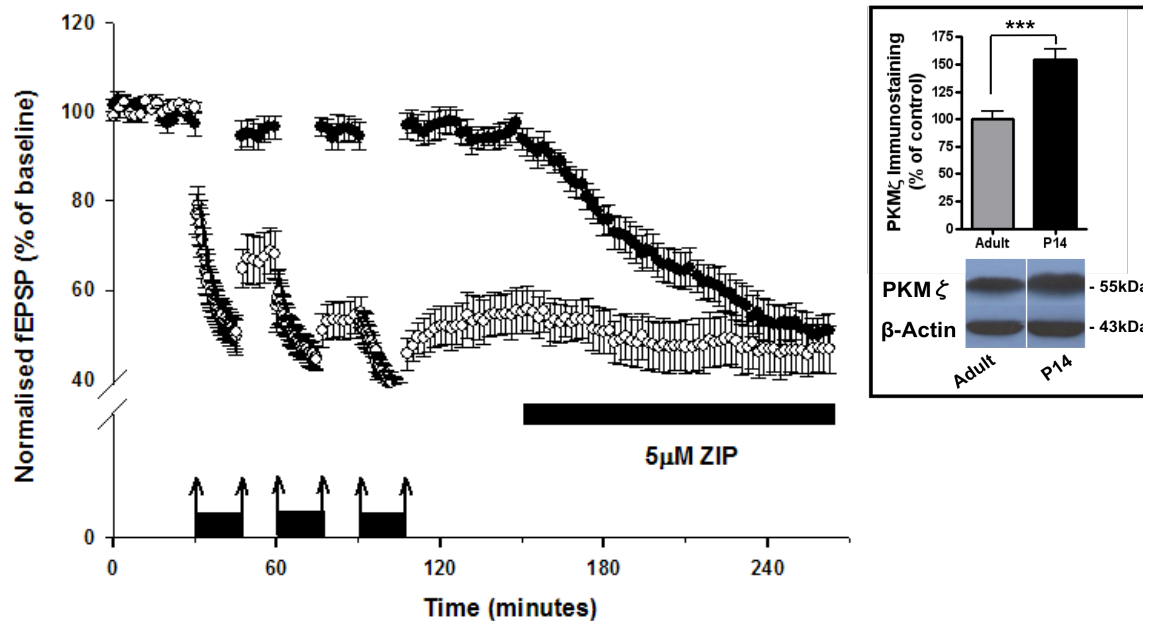 Normalised fEPSP (% of baseline)
120
100
80
60
40
0
0 60 120 180 240
Time (minutes)
5μM ZIP
PKMζ Immunostaining
(% of control)
***
175
150
125
100
75
50
25
0
Adult P14
PKM ζ - 55kDa
β-Actin - 43kDa
Adult P14